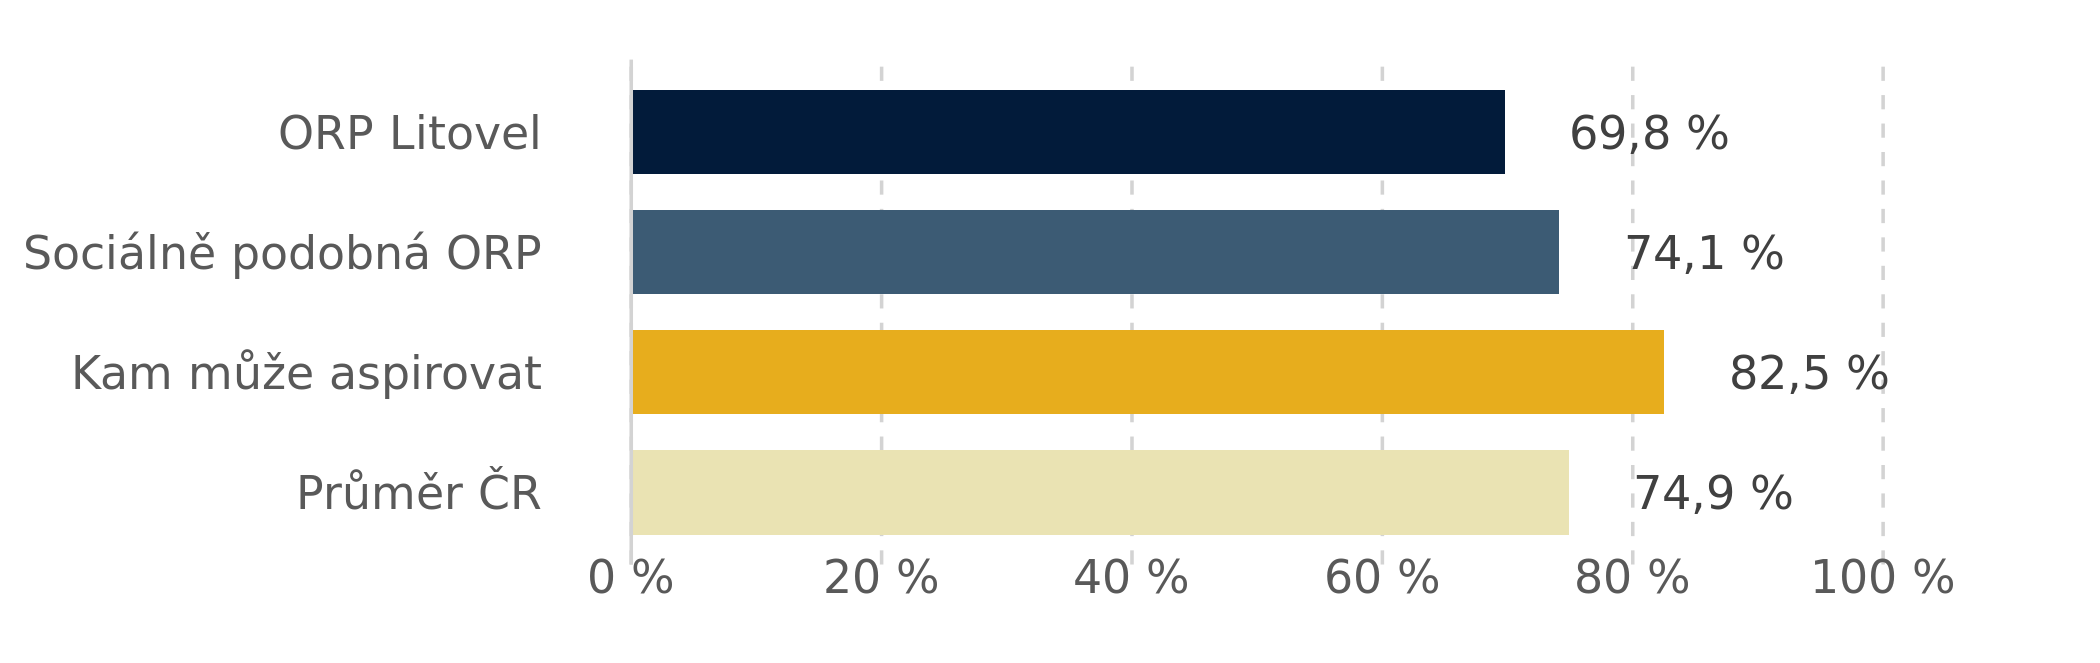 ORP Litovel 69,8 %
Sociálně podobná ORP 74,1 %
Kam může aspirovat 82,5 %
Průměr ČR 74,9 %
0 % 20 % 40 % 60 % 80 % 100 %